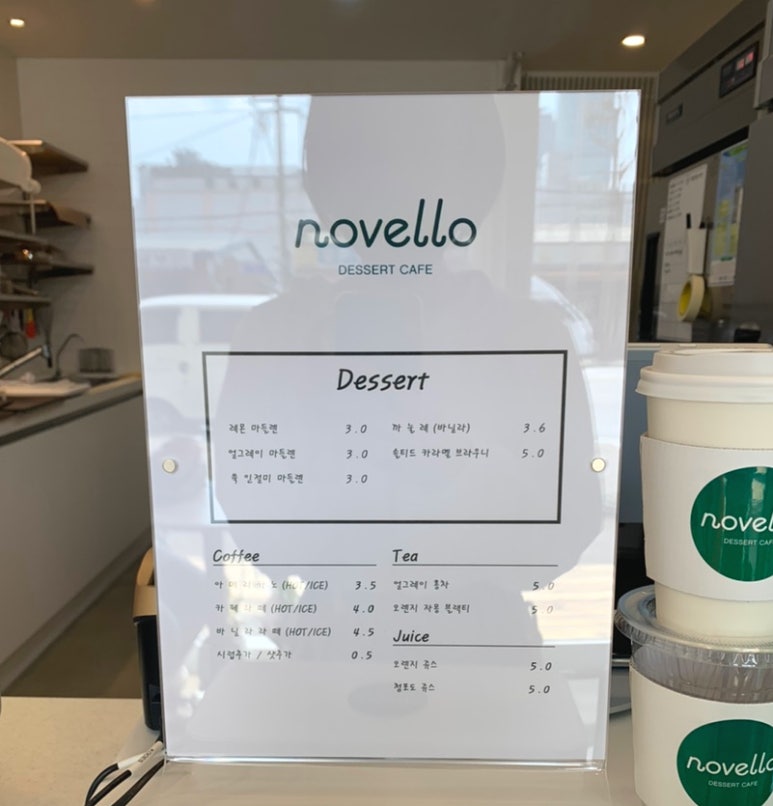 novello
DESSERT CAFE
Dessert
레몬 마들렌 3.0
얼그레이 마들렌 3.0
쑥 인절미 마들렌 3.0
까눌레 (바닐라) 3.6
솔티드 카라멜 브라우니 5.0
Coffee
아메리카노 (HOT/ICE) 3.5
카페라떼 (HOT/ICE) 4.0
바닐라라떼 (HOT/ICE) 4.5
시럽추가 / 샷추가 0.5
Tea
얼그레이 홍차 5.0
오렌지 자몽 블랙티 5.0
Juice
오렌지 쥬스 5.0
청포도 쥬스 5.0
novell
DESSERT CAF
novello
DESSERT CAFE